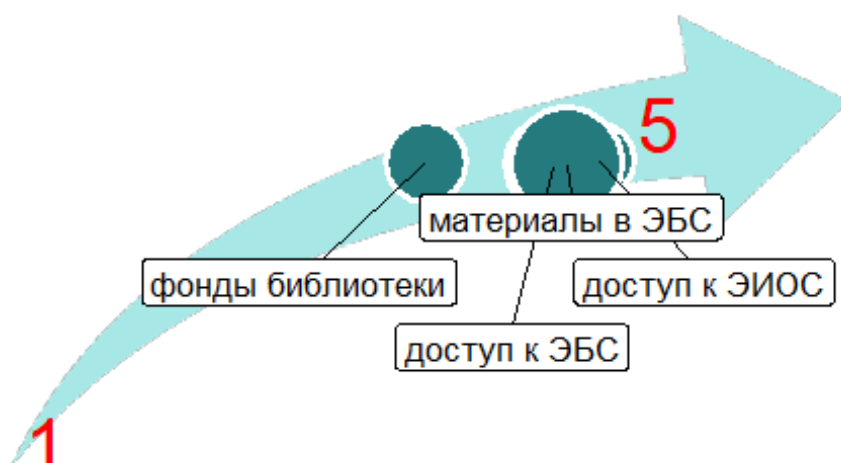 5
материалы в ЭБС
фонды библиотеки
доступ к ЭИОС
доступ к ЭБС
1